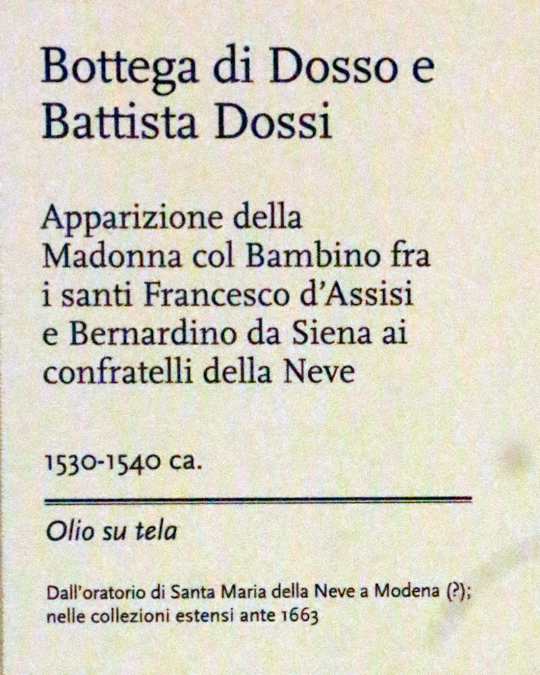 Bottega di Dosso e
Battista Dossi
Apparizione della
Madonna col Bambino fra
i santi Francesco d'Assisi
e Bernardino da Siena ai
confratelli della Neve
1530-1540 ca.
Olio su tela
Dall'oratorio di Santa Maria della Neve a Modena (?);
nelle collezioni estensi ante 1663